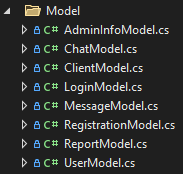 Model
C# AdminInfoModel.cs
C# ChatModel.cs
C# ClientModel.cs
C# LoginModel.cs
C# MessageModel.cs
C# RegistrationModel.cs
C# ReportModel.cs
C# UserModel.cs